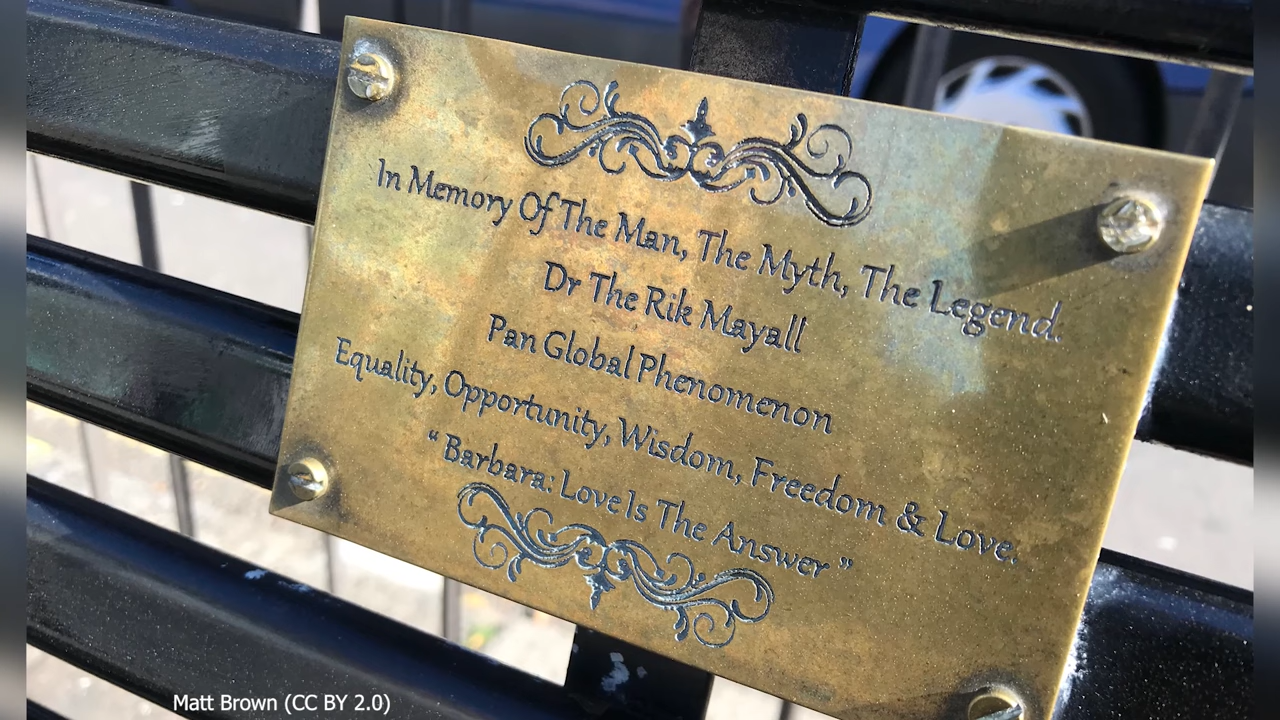 In Memory Of The Man, The Myth, The Legend.
Dr The Rik Mayall
Pan Global Phenomenon
Equality, Opportunity, Wisdom, Freedom & Love.
“ Barbara: Love Is The Answer ”
Matt Brown (CC BY 2.0)